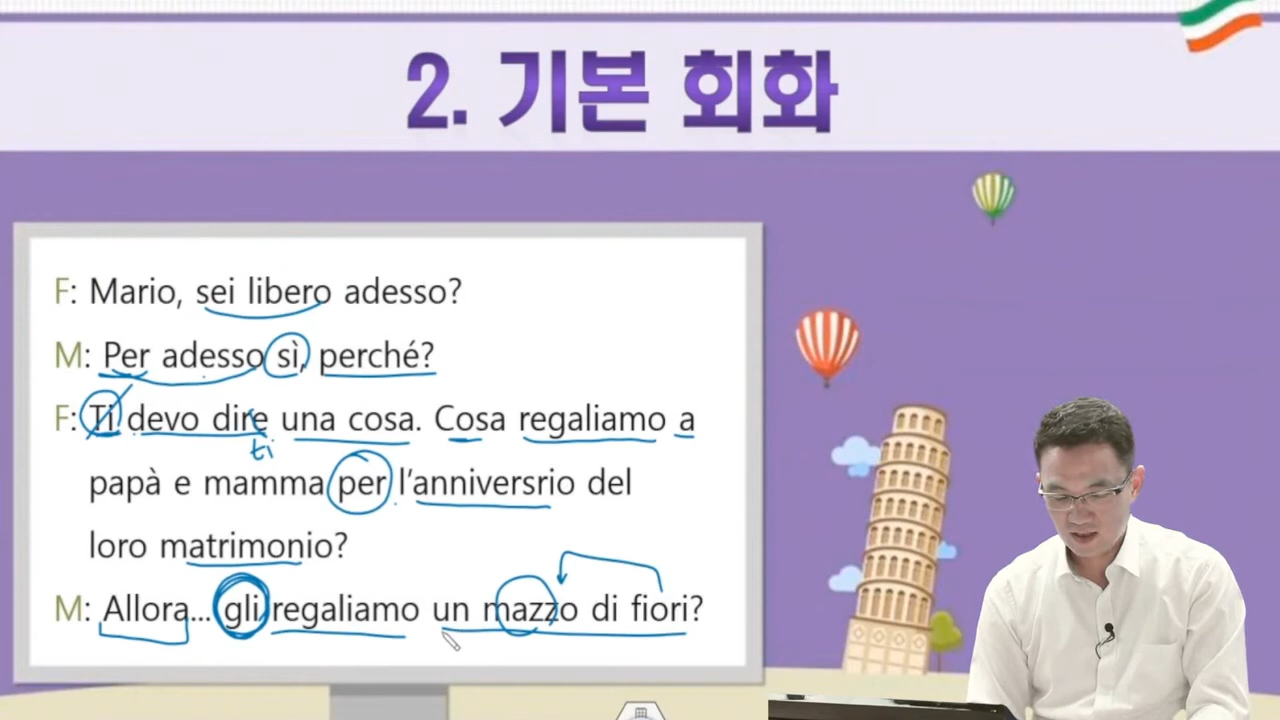 2. 기본 회화
F: Mario, sei libero adesso?
M: Per adesso sì, perché?
F: Ti devo dire una cosa. Cosa regaliamo a
ti
papà e mamma per l'anniversrio del
loro matrimonio?
M: Allora... gli regaliamo un mazzo di fiori?